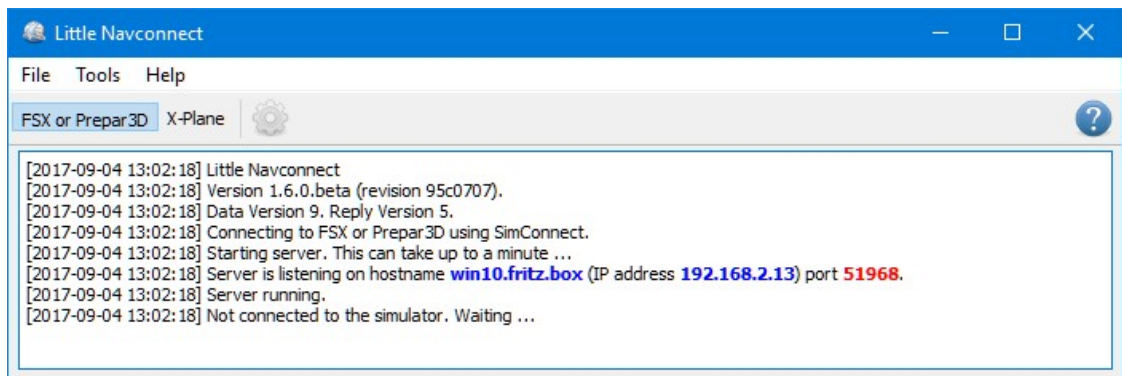 Little Navconnect
File Tools Help
FSX or Prepar3D X-Plane
?
[2017-09-04 13:02:18] Little Navconnect
[2017-09-04 13:02:18] Version 1.6.0.beta (revision 95c0707).
[2017-09-04 13:02:18] Data Version 9. Reply Version 5.
[2017-09-04 13:02:18] Connecting to FSX or Prepar3D using SimConnect.
[2017-09-04 13:02:18] Starting server. This can take up to a minute ...
[2017-09-04 13:02:18] Server is listening on hostname win10.fritz.box (IP address 192.168.2.13) port 51968.
[2017-09-04 13:02:18] Server running.
[2017-09-04 13:02:18] Not connected to the simulator. Waiting ...